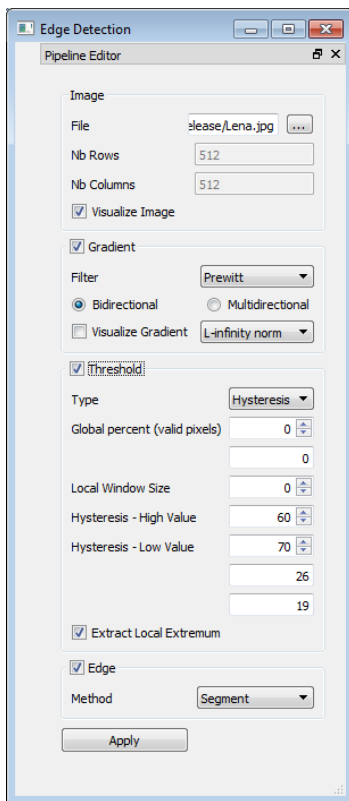 Edge Detection
Pipeline Editor
Image
File elease/Lena.jpg ...
Nb Rows 512
Nb Columns 512
Visualize Image
Gradient
Filter Prewitt
Bidirectional Multidirectional
Visualize Gradient L-infinity norm
Threshold
Type Hysteresis
Global percent (valid pixels) 0
0
Local Window Size 0
Hysteresis - High Value 60
Hysteresis - Low Value 70
26
19
Extract Local Extremum
Edge
Method Segment
Apply